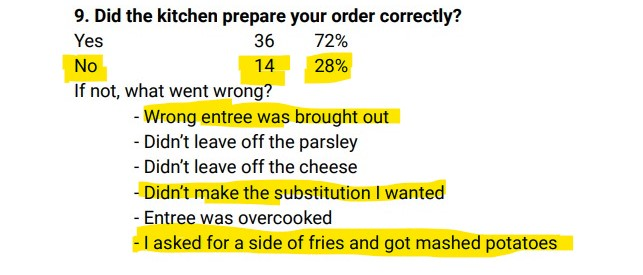 9. Did the kitchen prepare your order correctly?
Yes 36 72%
No 14 28%
If not, what went wrong?
- Wrong entree was brought out
- Didn’t leave off the parsley
- Didn’t leave off the cheese
- Didn’t make the substitution I wanted
- Entree was overcooked
- I asked for a side of fries and got mashed potatoes